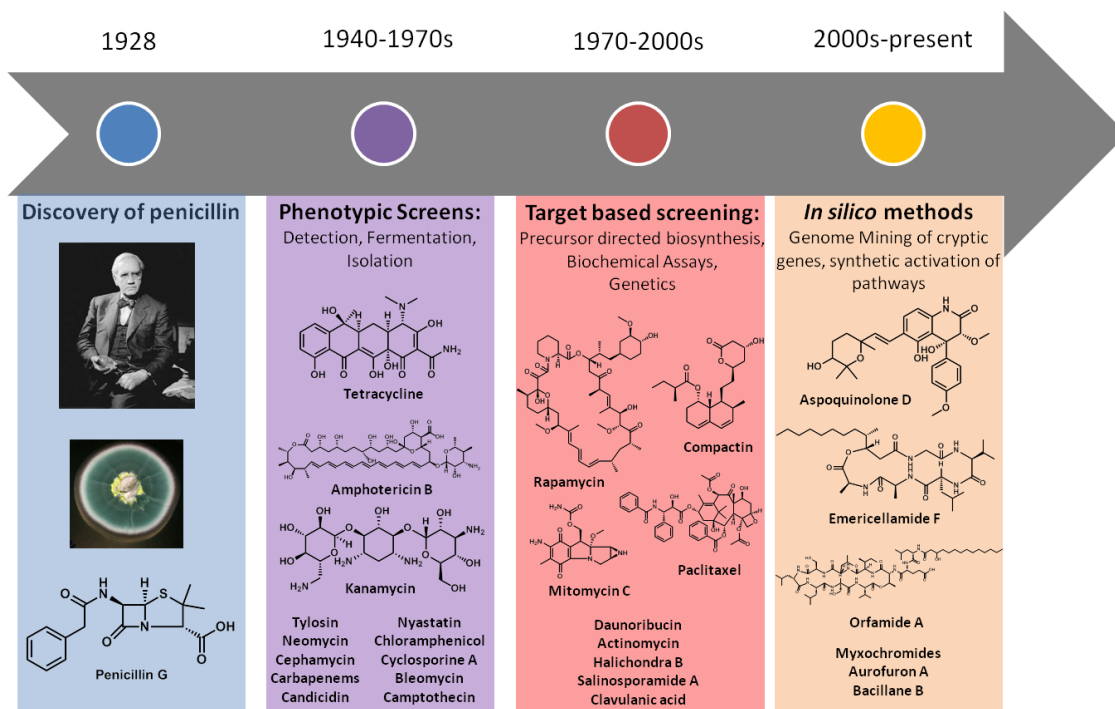 1928
1940-1970s
1970-2000s
2000s-present
Discovery of penicillin
Penicillin G
Phenotypic Screens:
Detection, Fermentation,
Isolation
Tetracycline
Amphotericin B
Kanamycin
Tylosin
Neomycin
Cephamycin
Carbapenems
Candicidin
Nyastatin
Chloramphenicol
Cyclosporine A
Bleomycin
Camptothecin
Target based screening:
Precursor directed biosynthesis,
Biochemical Assays,
Genetics
Rapamycin
Compactin
Mitomycin C
Paclitaxel
Daunoribucin
Actinomycin
Halichondra B
Salinosporamide A
Clavulanic acid
In silico methods
Genome Mining of cryptic
genes, synthetic activation of
pathways
Aspoquinolone D
Emericellamide F
Orfamide A
Myxochromides
Aurofuron A
Bacillane B